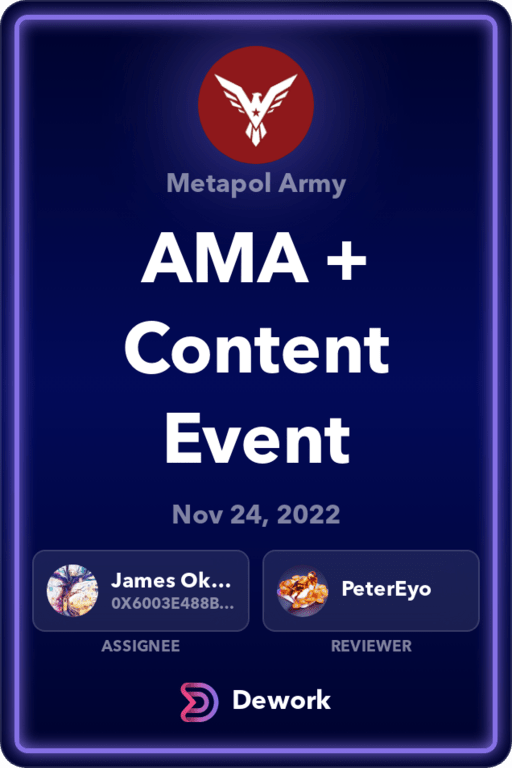 Metapol Army
AMA +
Content
Event
Nov 24, 2022
James Ok...
0X6003E488B...
PeterEyo
ASSIGNEE
REVIEWER
Dework